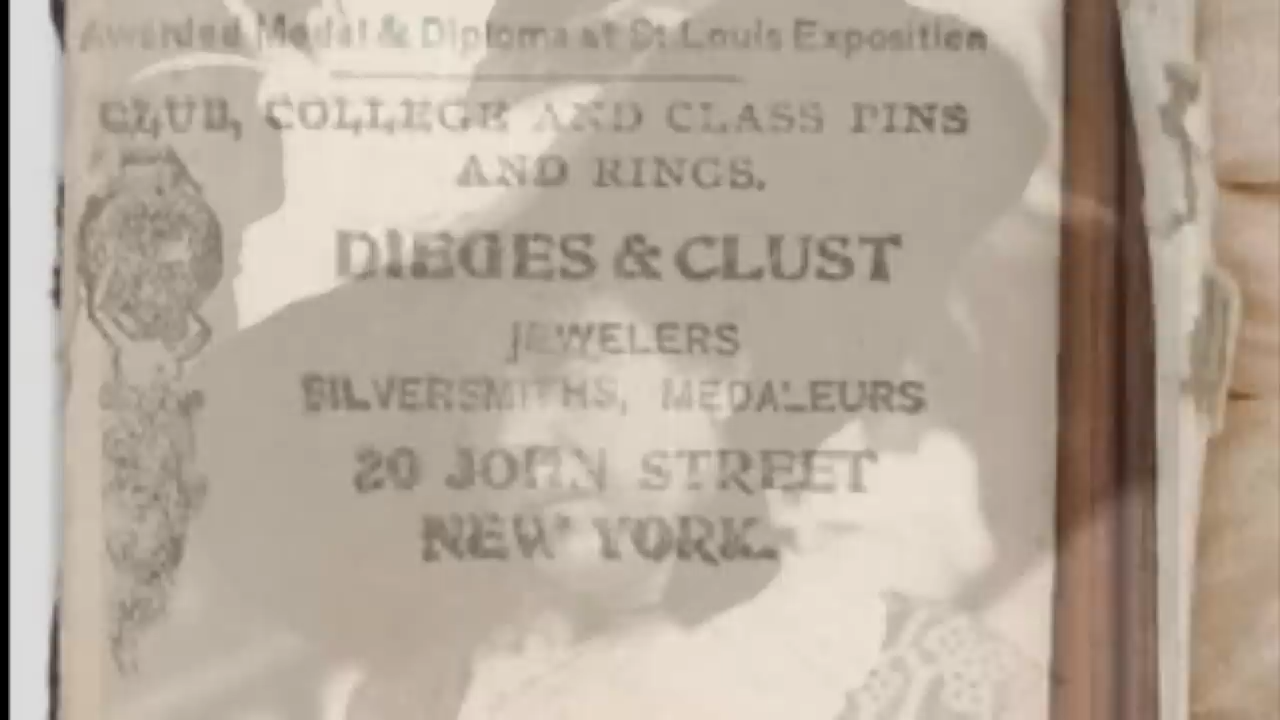 Awarded Medal & Diploma at St. Louis Exposition
CLUB, COLLEGE AND CLASS PINS
AND RINGS.
DIEGES & CLUST
JEWELERS
SILVERSMITHS, MEDALEURS
20 JOHN STREET
NEW YORK.